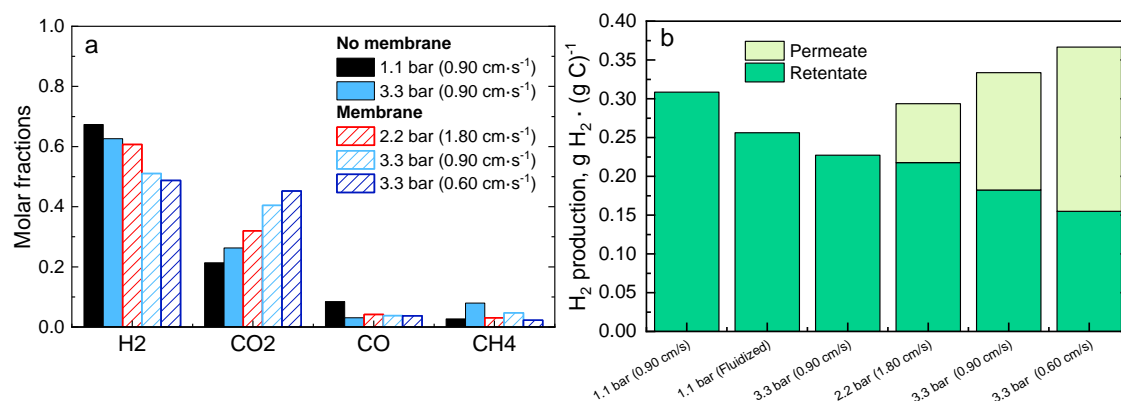 a
No membrane
1.1 bar (0.90 cm·s⁻¹)
3.3 bar (0.90 cm·s⁻¹)
Membrane
2.2 bar (1.80 cm·s⁻¹)
3.3 bar (0.90 cm·s⁻¹)
3.3 bar (0.60 cm·s⁻¹)
Molar fractions
1.0
0.8
0.6
0.4
0.2
0.0
H2 CO2 CO CH4
b
Permeate
Retentate
H₂ production, g H₂ · (g C)⁻¹
0.40
0.35
0.30
0.25
0.20
0.15
0.10
0.05
0.00
1.1 bar (0.90 cm/s)
1.1 bar (Fluidized)
3.3 bar (0.90 cm/s)
2.2 bar (1.80 cm/s)
3.3 bar (0.90 cm/s)
3.3 bar (0.60 cm/s)